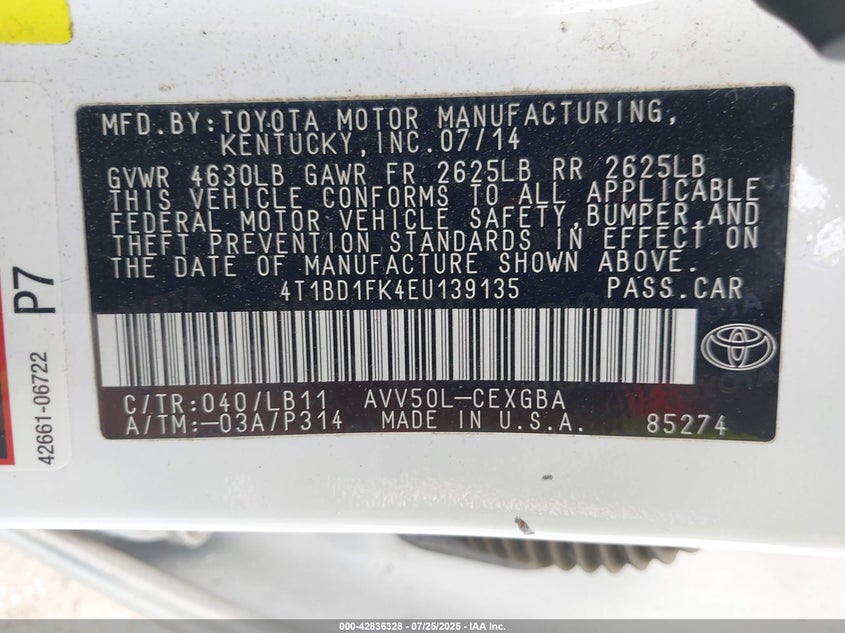 MFD.BY:TOYOTA MOTOR MANUFACTURING,
KENTUCKY,INC.07/14
GVWR 4630LB GAWR FR 2625LB RR 2625LB
THIS VEHICLE CONFORMS TO ALL APPLICABLE
FEDERAL MOTOR VEHICLE SAFETY,BUMPER,AND
THEFT PREVENTION STANDARDS IN EFFECT ON
THE DATE OF MANUFACTURE SHOWN ABOVE.
4T1BD1FK4EU139135 PASS.CAR
C/TR:040/LB11 AVV50L-CEXGBA
A/TM:-03A/P314 MADE IN U.S.A. 85274
P7
42661-06722
000-42836328 - 07/25/2025 - IAA Inc.